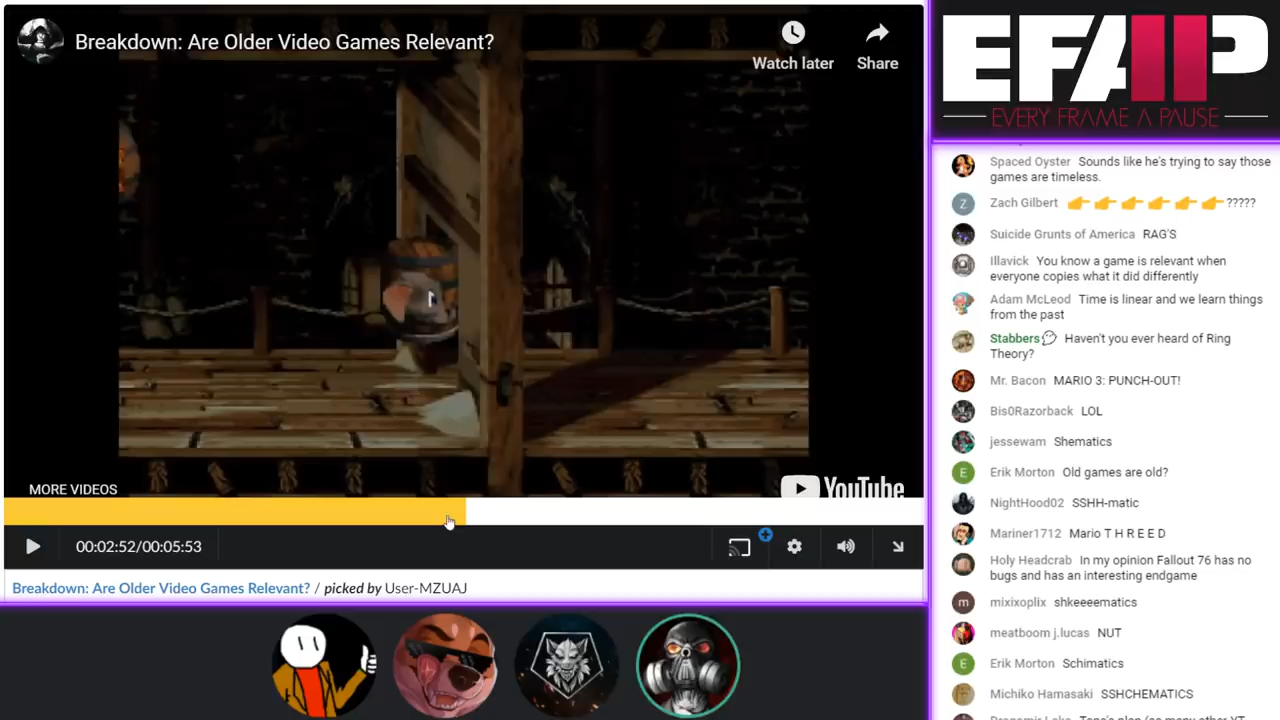 Breakdown: Are Older Video Games Relevant?
Watch later
Share
MORE VIDEOS
YouTube
00:02:52/00:05:53
Breakdown: Are Older Video Games Relevant? / picked by User-MZUAJ
EFAP
EVERY FRAME A PAUSE
Spaced Oyster Sounds like he's trying to say those
games are timeless.
Z
Zach Gilbert 👉 👉 👉 👉 👉 👉 ?????
Suicide Grunts of America RAG'S
Illavick You know a game is relevant when
everyone copies what it did differently
Adam McLeod Time is linear and we learn things
from the past
Stabbers Haven't you ever heard of Ring
Theory?
Mr. Bacon MARIO 3: PUNCH-OUT!
Bis0Razorback LOL
jessewam Shematics
E
Erik Morton Old games are old?
NightHood02 SSHH-matic
Mariner1712 Mario T H R E E D
Holy Headcrab In my opinion Fallout 76 has no
bugs and has an interesting endgame
m
mixixoplix shkeeeematics
meatboom j.lucas NUT
E
Erik Morton Schimatics
Michiko Hamasaki SSHCHEMATICS